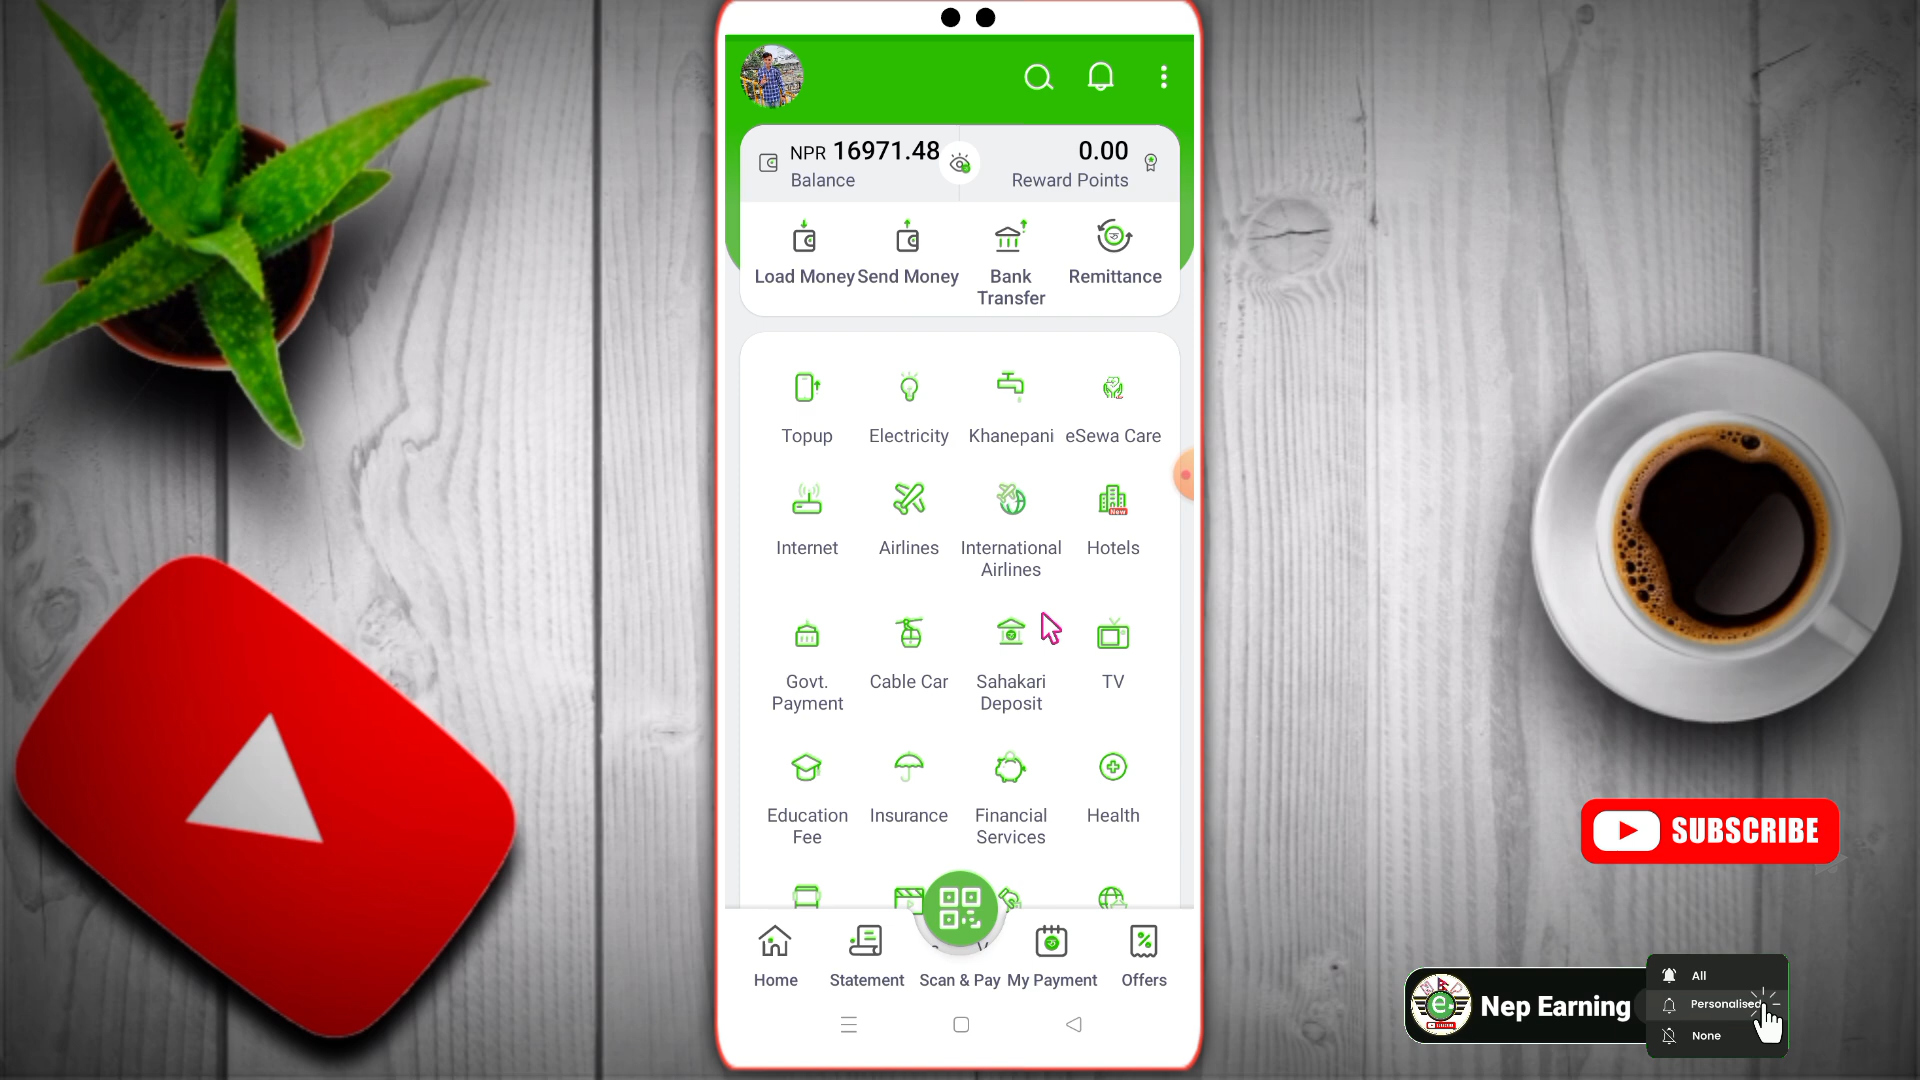 NPR 16971.48
Balance
0.00
Reward Points
Load Money
Send Money
Bank
Transfer
Remittance
Topup
Electricity
Khanepani
eSewa Care
Internet
Airlines
International
Airlines
Hotels
New
Govt.
Payment
Cable Car
Sahakari
Deposit
TV
Education
Fee
Insurance
Financial
Services
Health
Home
Statement
Scan & Pay
My Payment
Offers
SUBSCRIBE
Nep Earning
All
Personalised
None